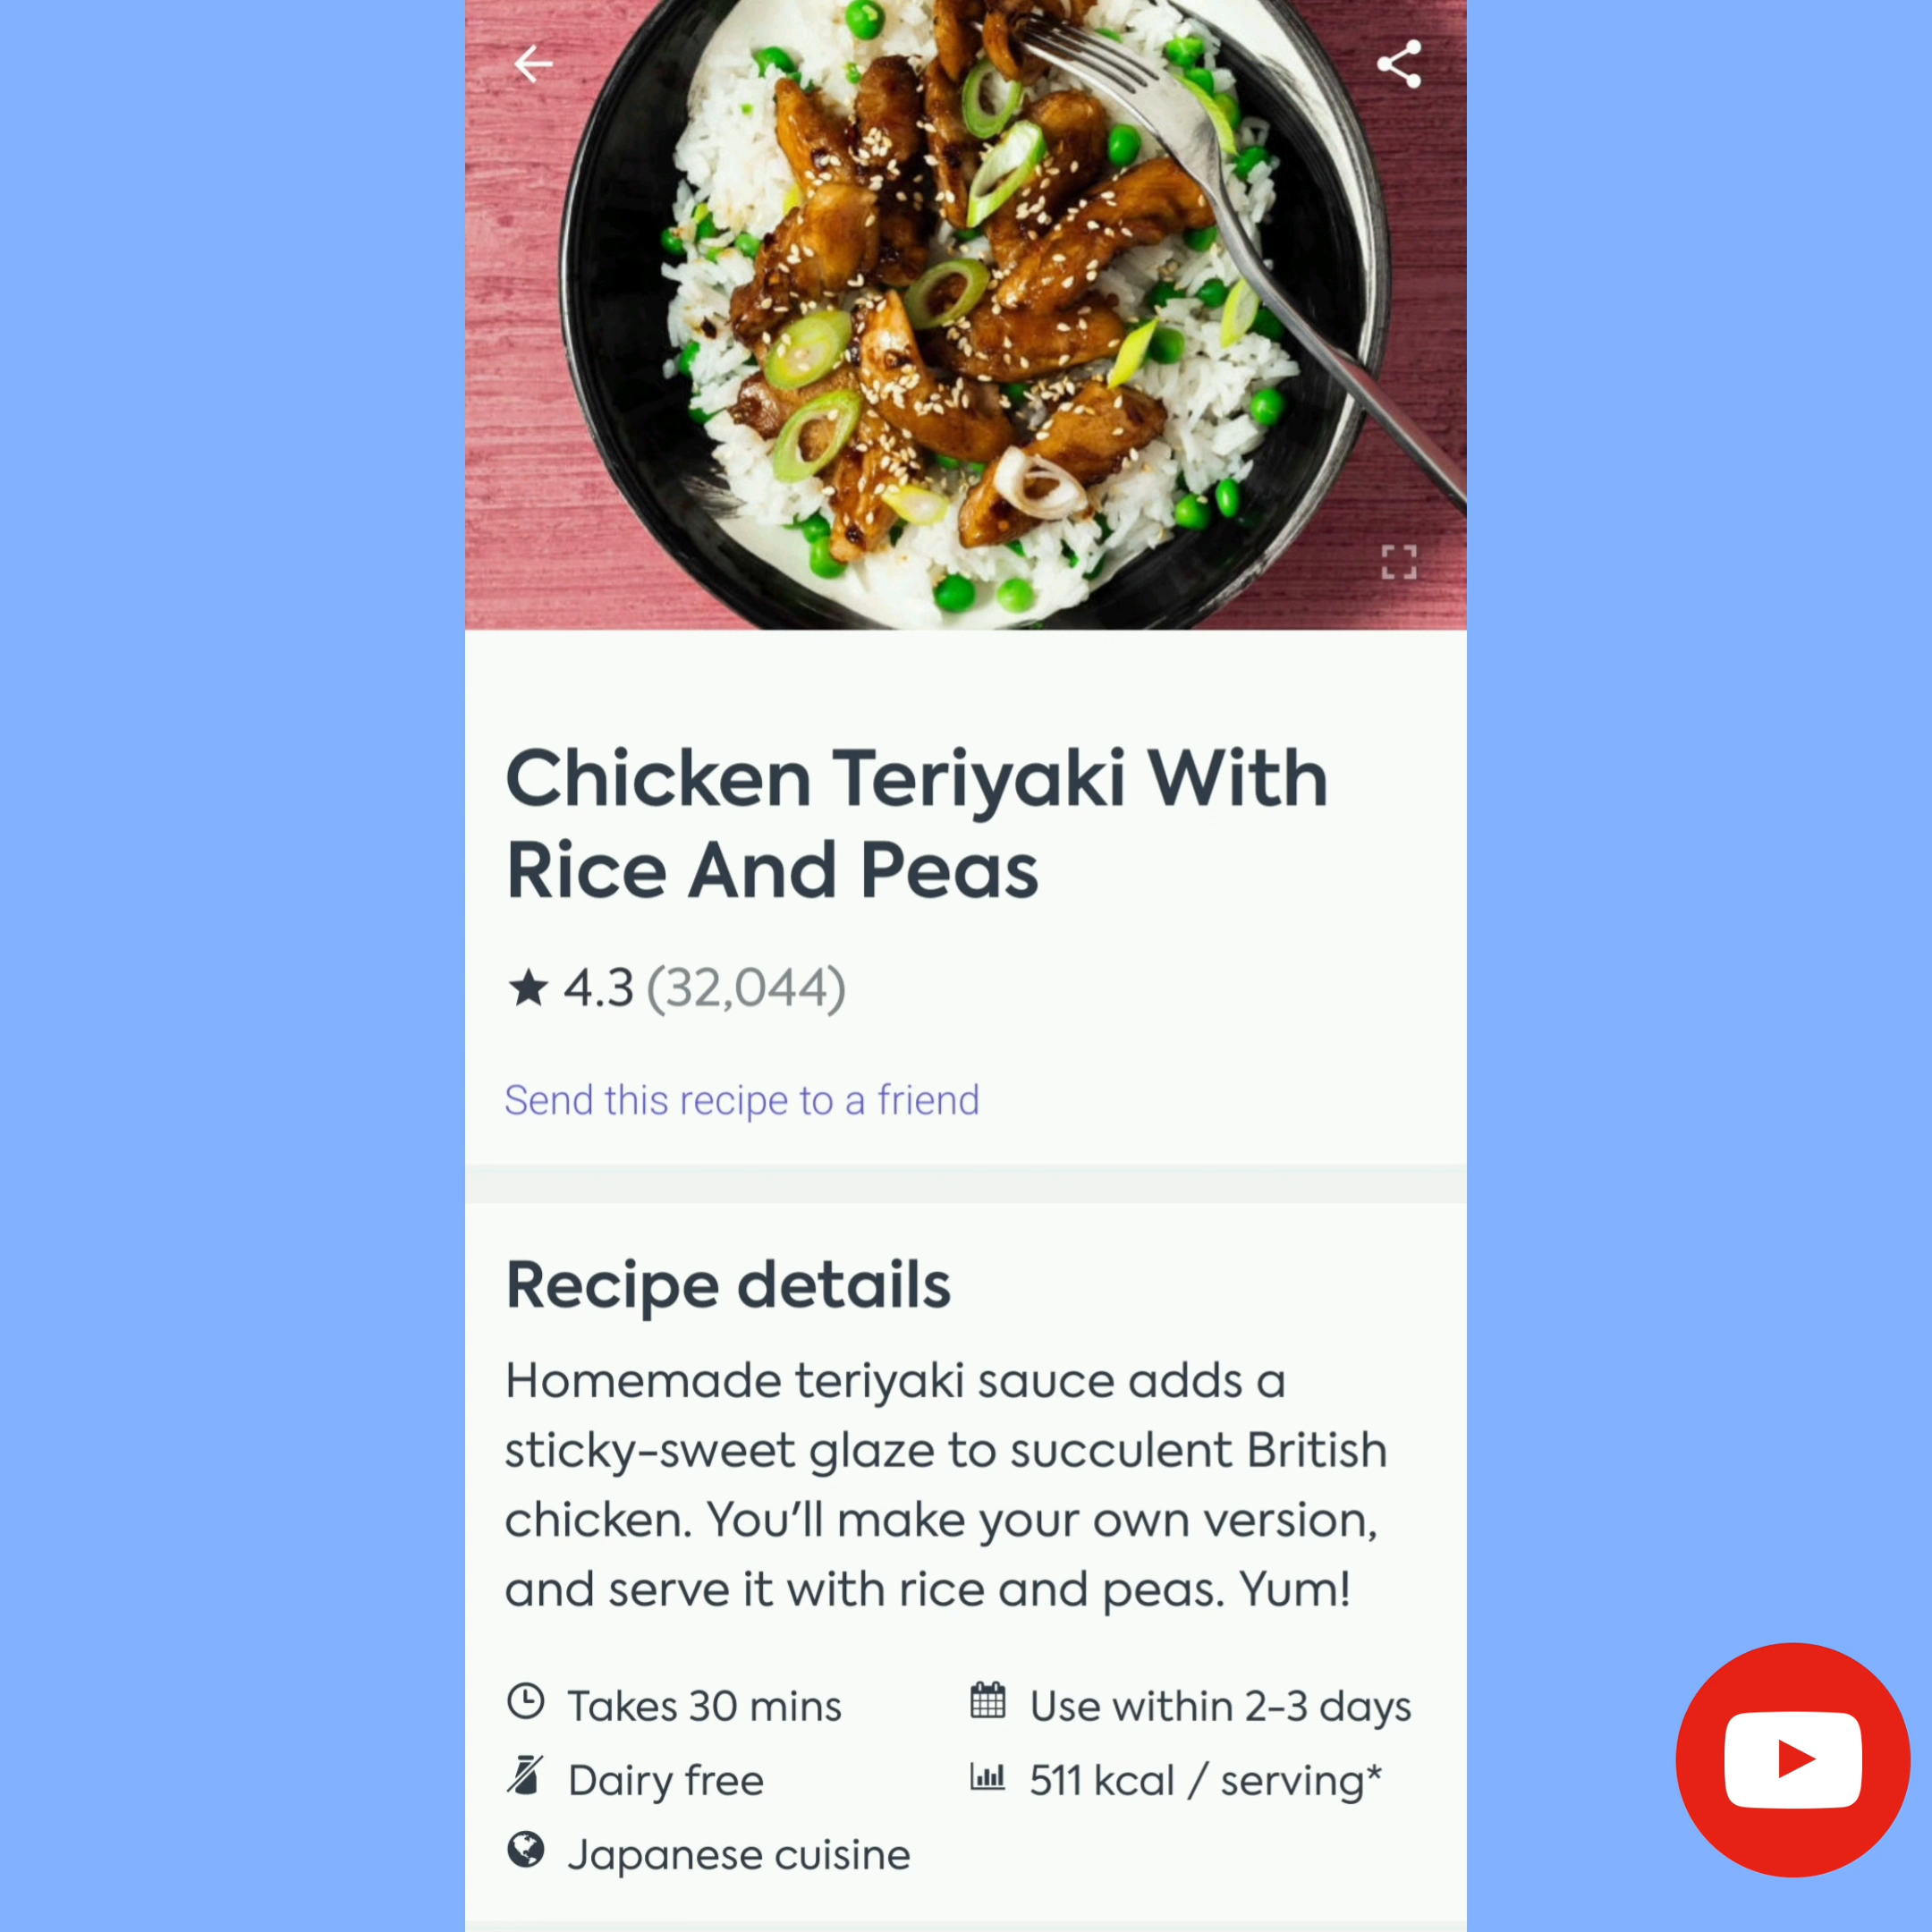 Chicken Teriyaki With
Rice And Peas
★ 4.3 (32,044)
Send this recipe to a friend
Recipe details
Homemade teriyaki sauce adds a
sticky-sweet glaze to succulent British
chicken. You'll make your own version,
and serve it with rice and peas. Yum!
Takes 30 mins
Use within 2-3 days
Dairy free
511 kcal / serving*
Japanese cuisine